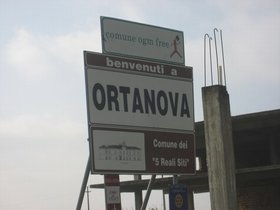 comune ogm free
benvenuti a
ORTANOVA
Comune dei
"5 Reali Siti"